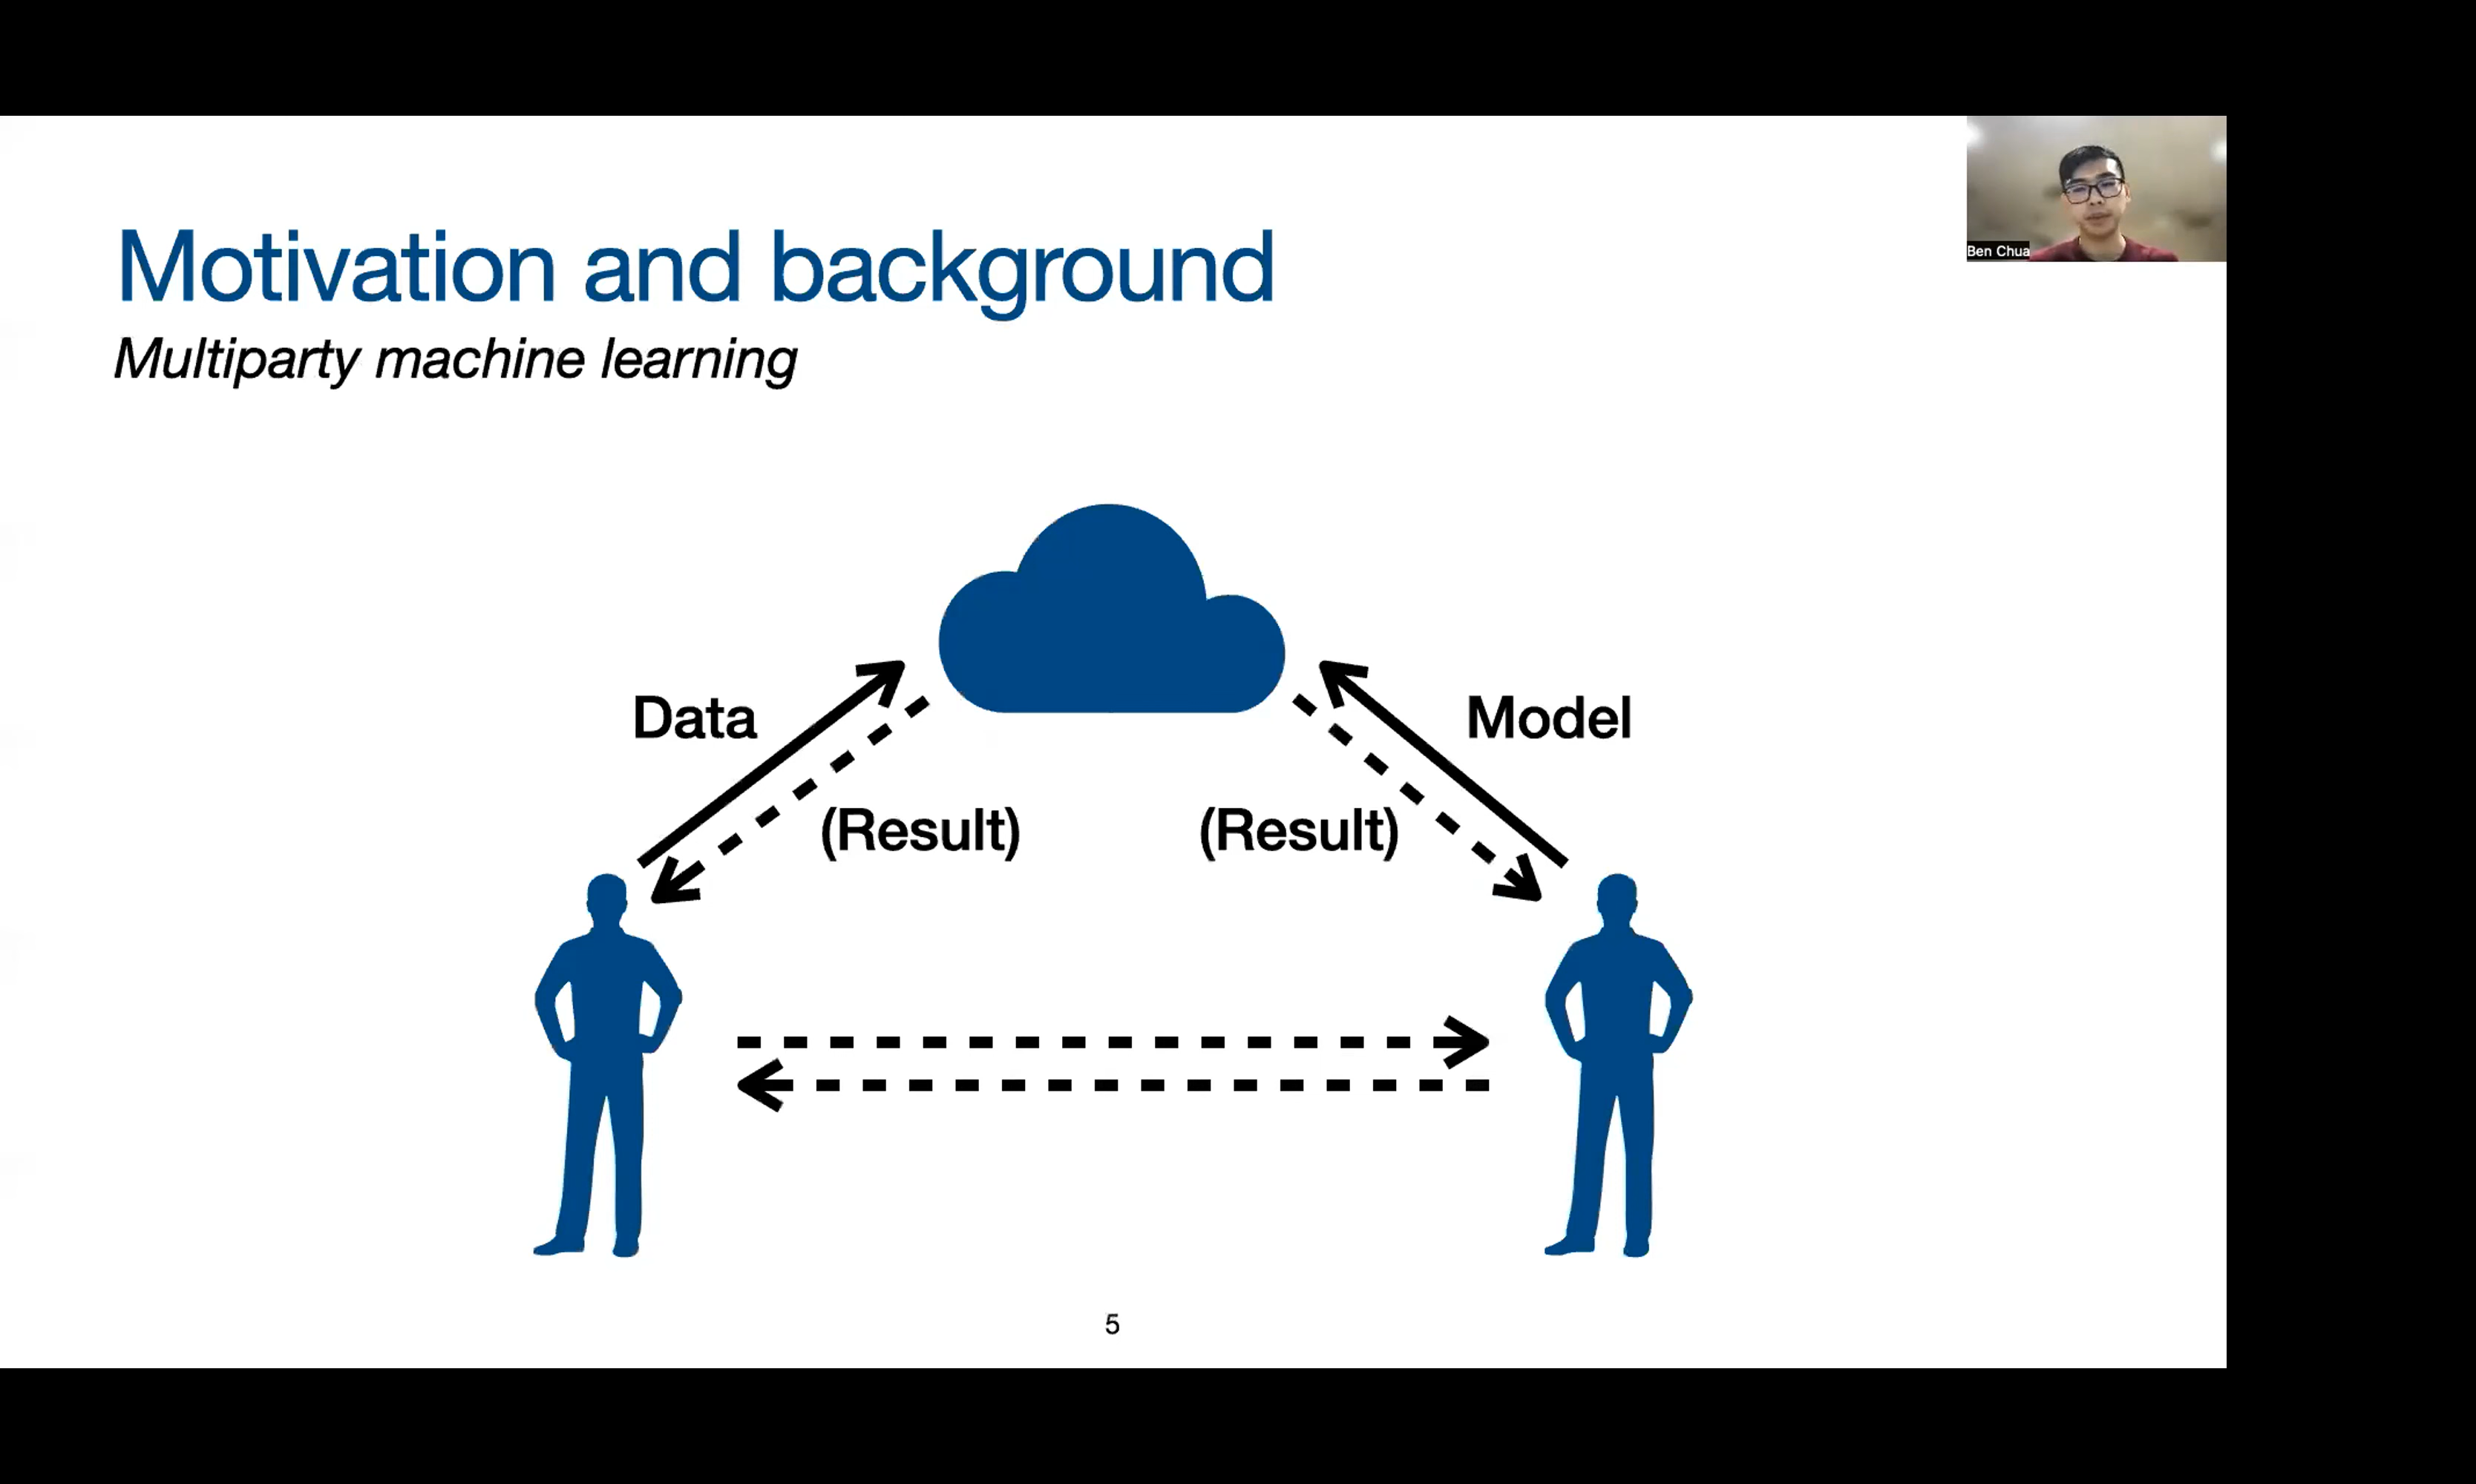 Motivation and background
Multiparty machine learning
Ben Chua
Data
Model
(Result)
(Result)
5